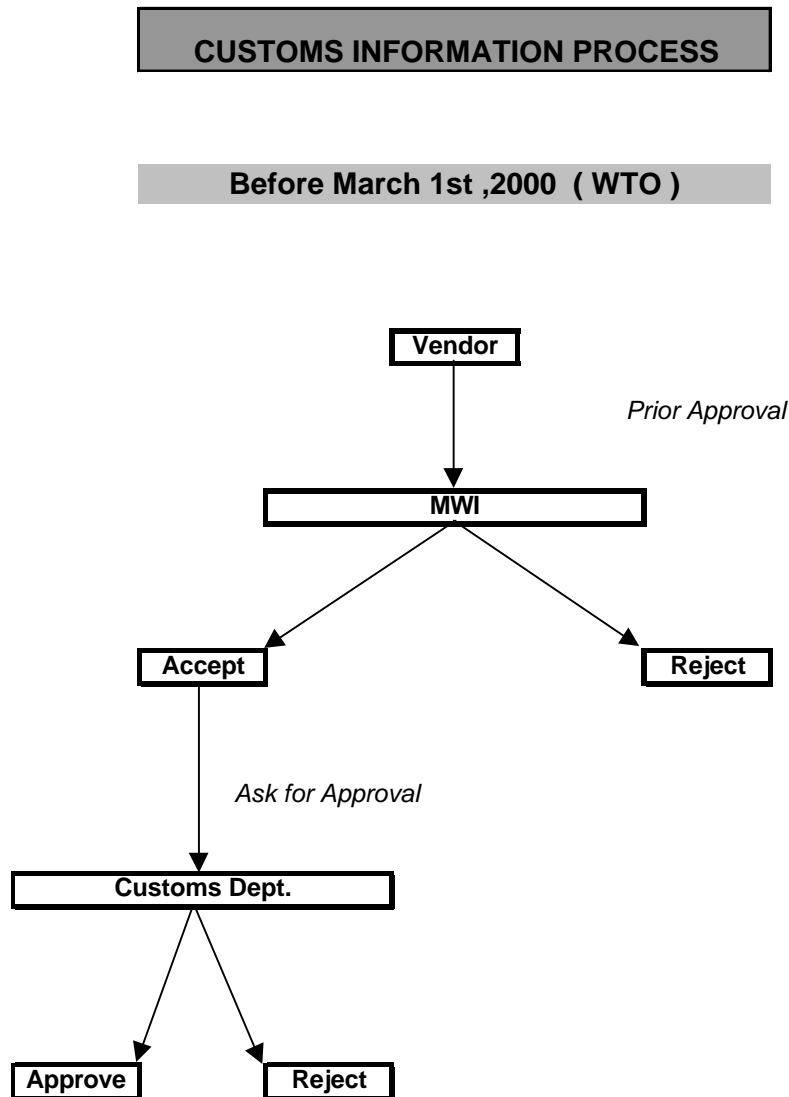 CUSTOMS INFORMATION PROCESS
Before March 1st ,2000 ( WTO )
Vendor
Prior Approval
MWI
Accept
Reject
Ask for Approval
Customs Dept.
Approve
Reject